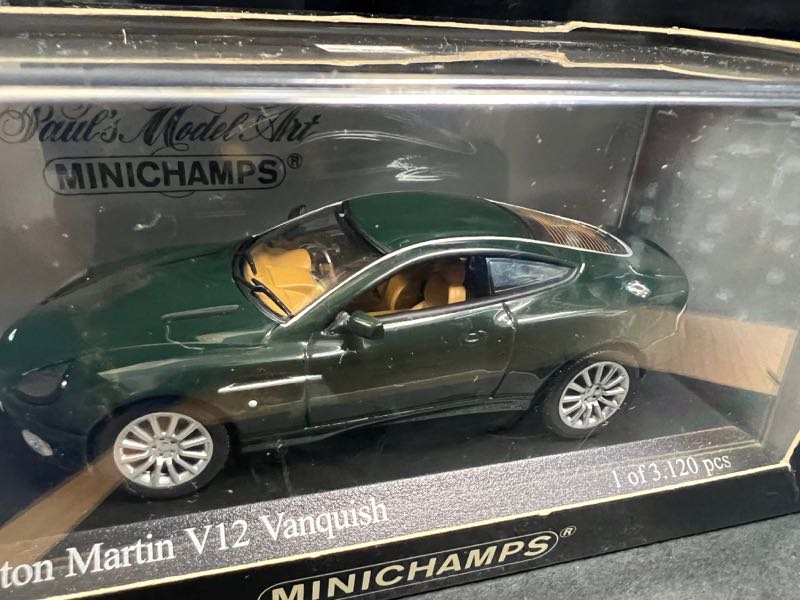 Paul's Model Art
MINICHAMPS®
ton Martin V12 Vanquish
1 of 3.120 pcs
MINICHAMPS®